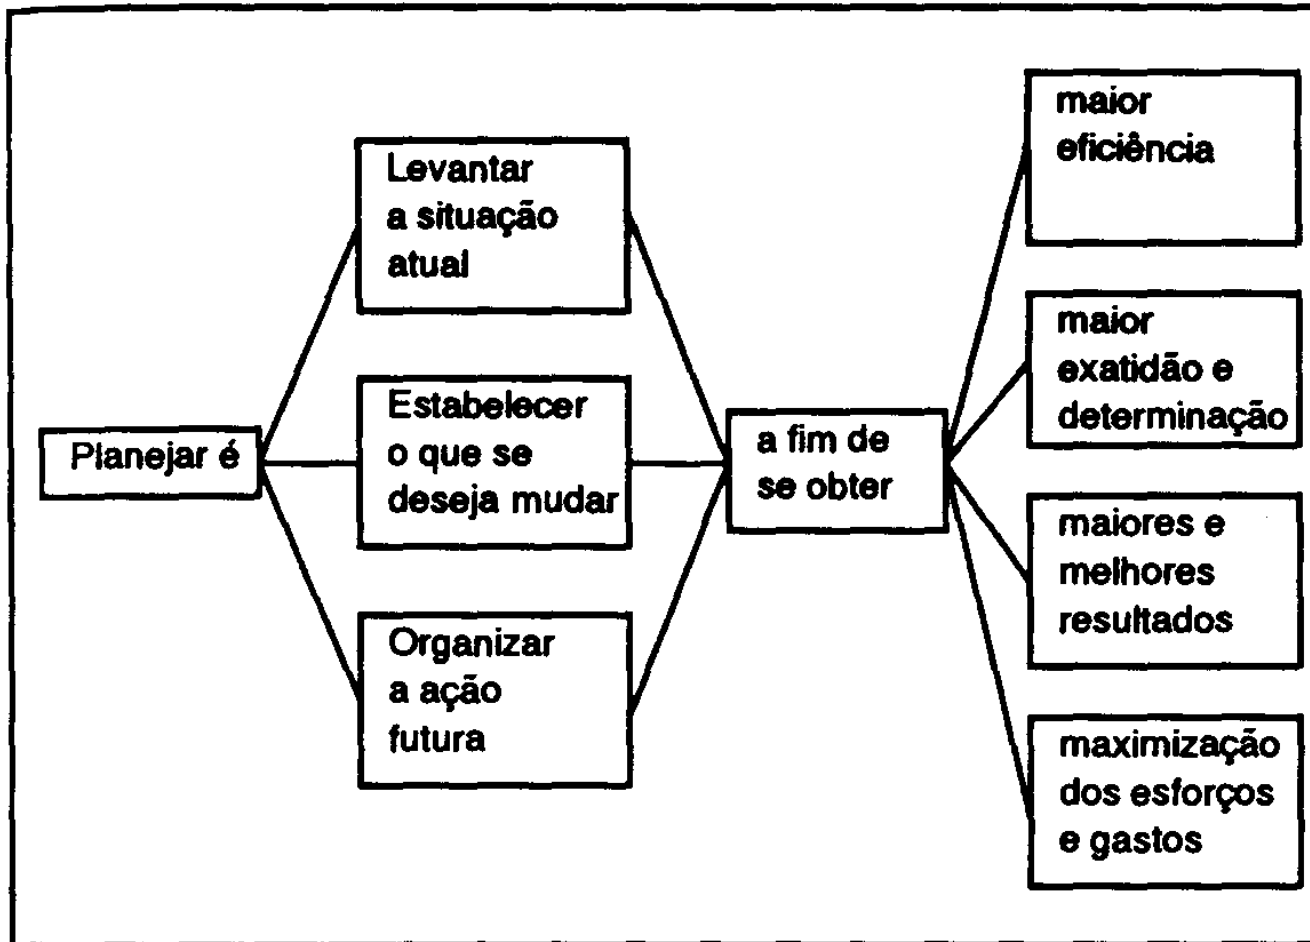 Planejar é
Levantar
a situação
atual
Estabelecer
o que se
deseja mudar
Organizar
a ação
futura
a fim de
se obter
maior
eficiência
maior
exatidão e
determinação
maiores e
melhores
resultados
maximização
dos esforços
e gastos